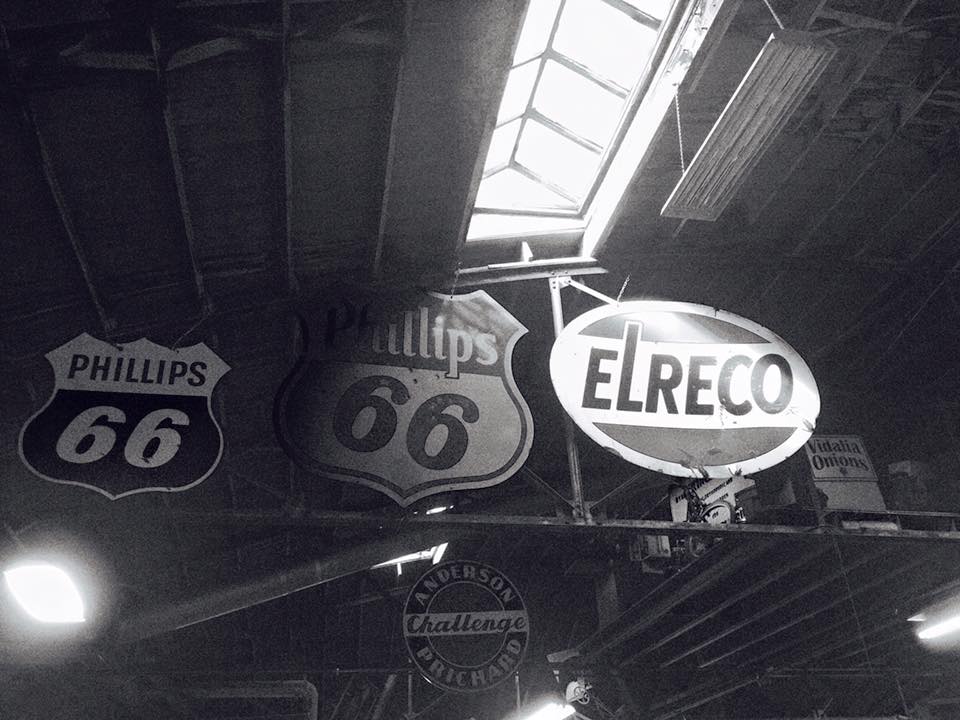 PHILLIPS
66
Phillips
66
ELRECO
Vidalia
Onions
ANDERSON
Challenge
PRICHARD